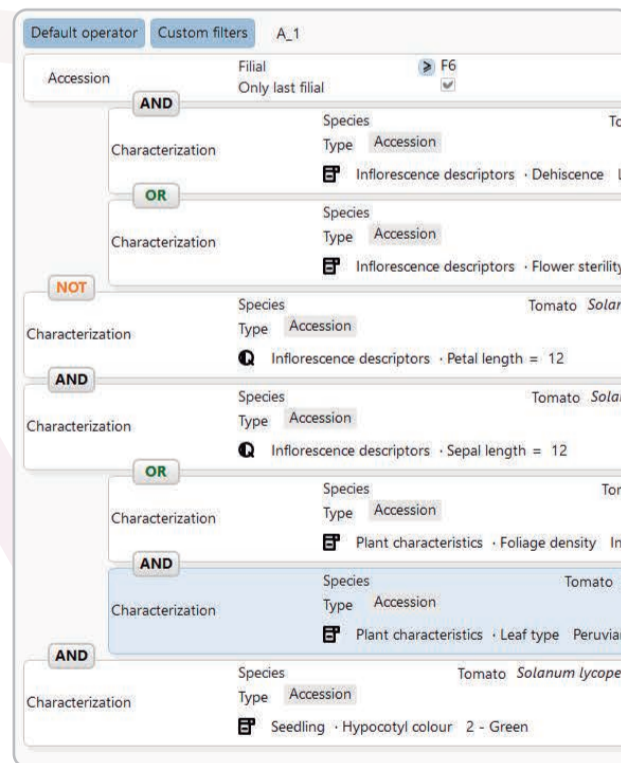 Default operator Custom filters A_1
Accession Filial ⩾ F6
Only last filial
AND
Species
Characterization Type Accession
Inflorescence descriptors · Dehiscence
OR
Species
Characterization Type Accession
Inflorescence descriptors · Flower sterility
NOT
Species Tomato
Characterization Type Accession
Inflorescence descriptors · Petal length = 12
AND
Species Tomato
Characterization Type Accession
Inflorescence descriptors · Sepal length = 12
OR
Species
Characterization Type Accession
Plant characteristics · Foliage density
AND
Species Tomato
Characterization Type Accession
Plant characteristics · Leaf type
AND
Species Tomato Solanum
Characterization Type Accession
Seedling · Hypocotyl colour 2 - Green